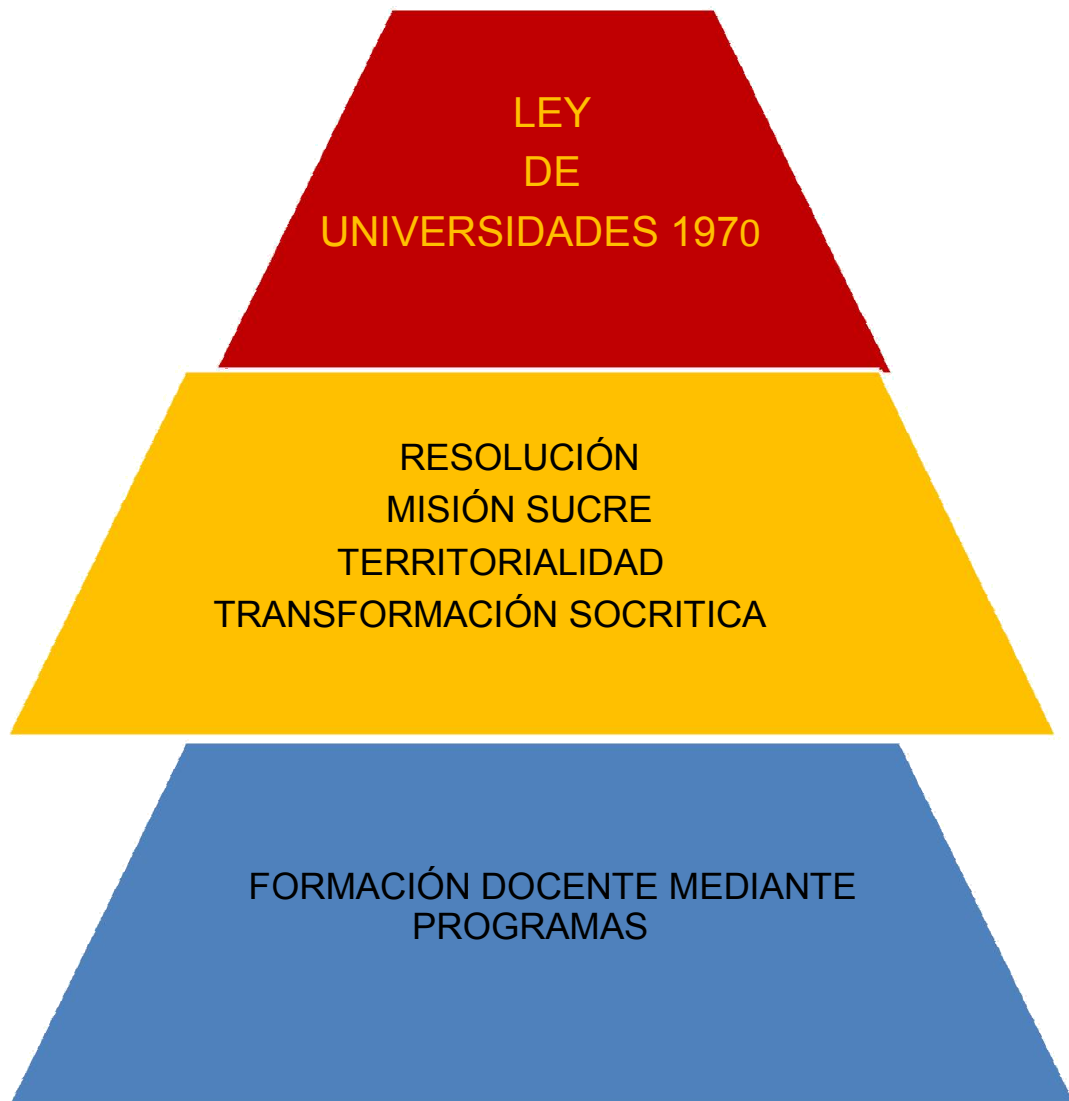 LEY
DE
UNIVERSIDADES 1970
RESOLUCIÓN
MISIÓN SUCRE
TERRITORIALIDAD
TRANSFORMACIÓN SOCRITICA
FORMACIÓN DOCENTE MEDIANTE
PROGRAMAS